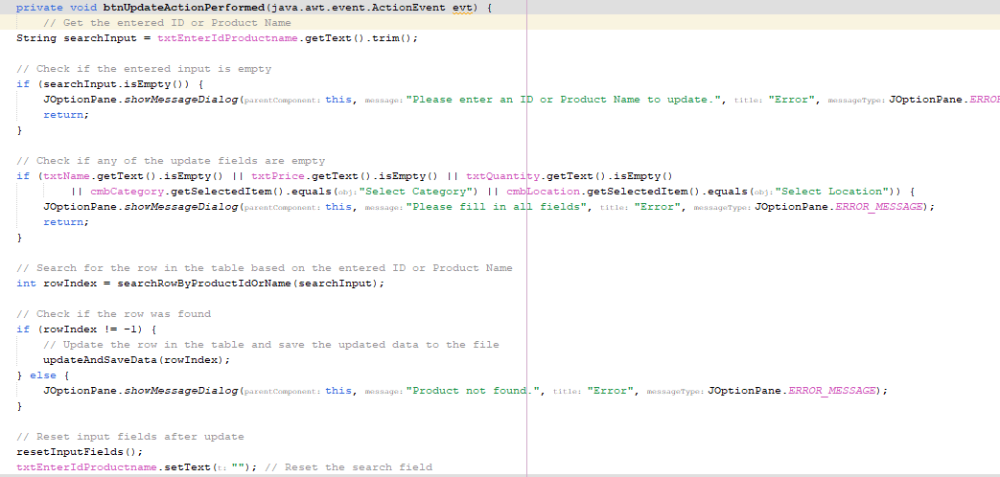 private void btnUpdateActionPerformed(java.awt.event.ActionEvent evt) {
// Get the entered ID or Product Name
String searchInput = txtEnterIdProductname.getText().trim();
// Check if the entered input is empty
if (searchInput.isEmpty()) {
JOptionPane.showMessageDialog(parentComponent: this, message: "Please enter an ID or Product Name to update.", title: "Error", messageType: JOptionPane.ERROR
return;
}
// Check if any of the update fields are empty
if (txtName.getText().isEmpty() || txtPrice.getText().isEmpty() || txtQuantity.getText().isEmpty()
|| cmbCategory.getSelectedItem().equals(obj: "Select Category") || cmbLocation.getSelectedItem().equals(obj: "Select Location")) {
JOptionPane.showMessageDialog(parentComponent: this, message: "Please fill in all fields", title: "Error", messageType: JOptionPane.ERROR_MESSAGE);
return;
}
// Search for the row in the table based on the entered ID or Product Name
int rowIndex = searchRowByProductIdOrName(searchInput);
// Check if the row was found
if (rowIndex != -1) {
// Update the row in the table and save the updated data to the file
updateAndSaveData(rowIndex);
} else {
JOptionPane.showMessageDialog(parentComponent: this, message: "Product not found.", title: "Error", messageType: JOptionPane.ERROR_MESSAGE);
}
// Reset input fields after update
resetInputFields();
txtEnterIdProductname.setText(t: ""); // Reset the search field